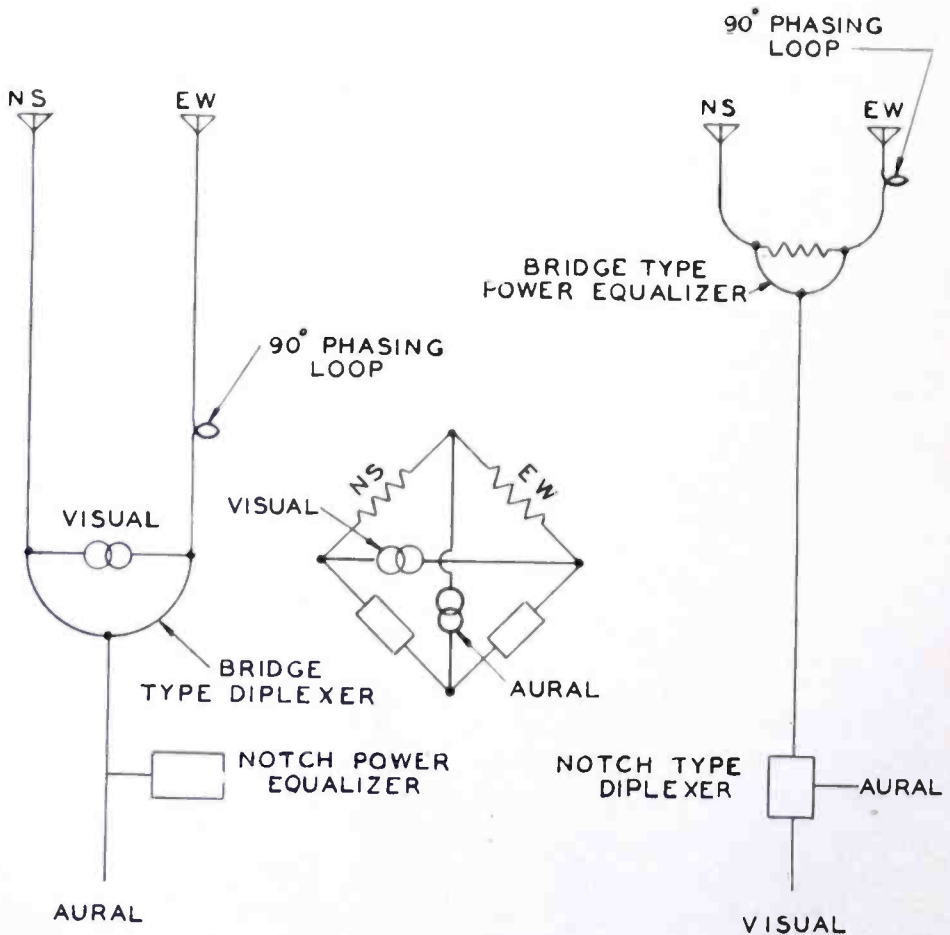 90° PHASING
LOOP
NS
EW
NS
EW
BRIDGE TYPE
POWER EQUALIZER
90° PHASING
LOOP
VISUAL
NS
EW
VISUAL
AURAL
BRIDGE
TYPE DIPLEXER
NOTCH POWER
EQUALIZER
NOTCH TYPE
DIPLEXER
AURAL
AURAL
VISUAL